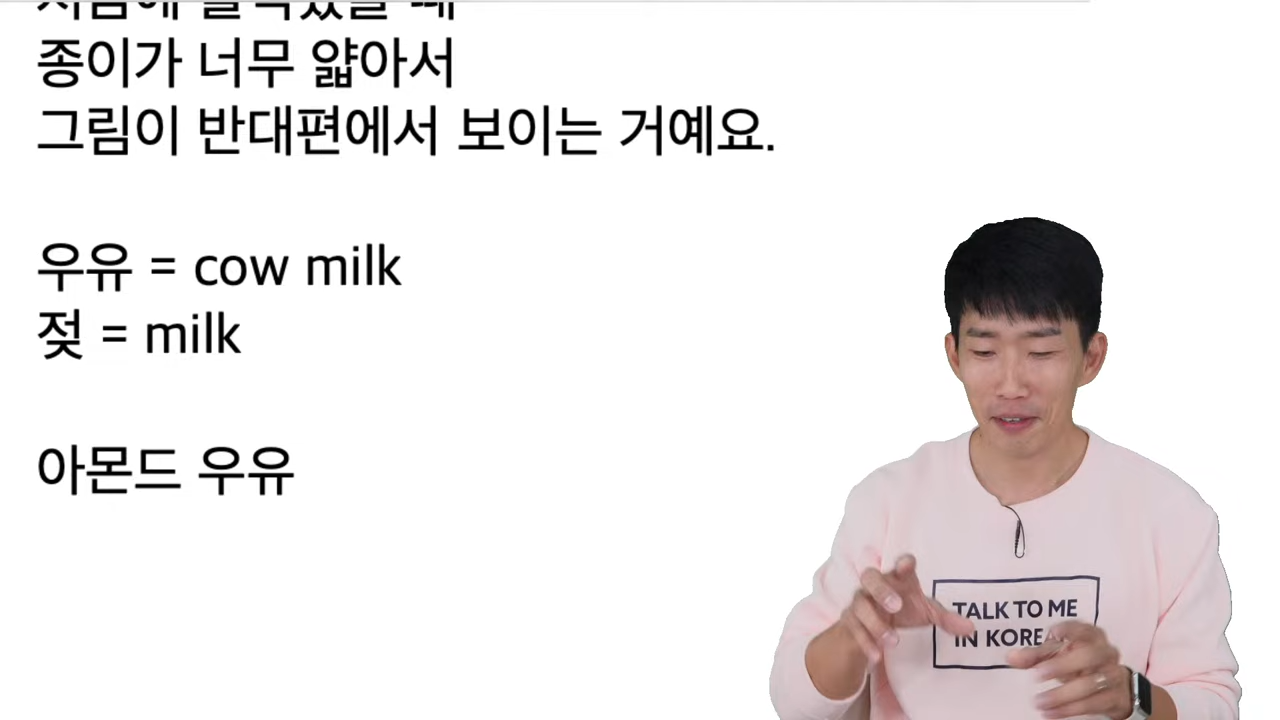 종이가 너무 얇아서
그림이 반대편에서 보이는 거예요.
우유 = cow milk
젖 = milk
아몬드 우유
TALK TO ME
IN KOREA